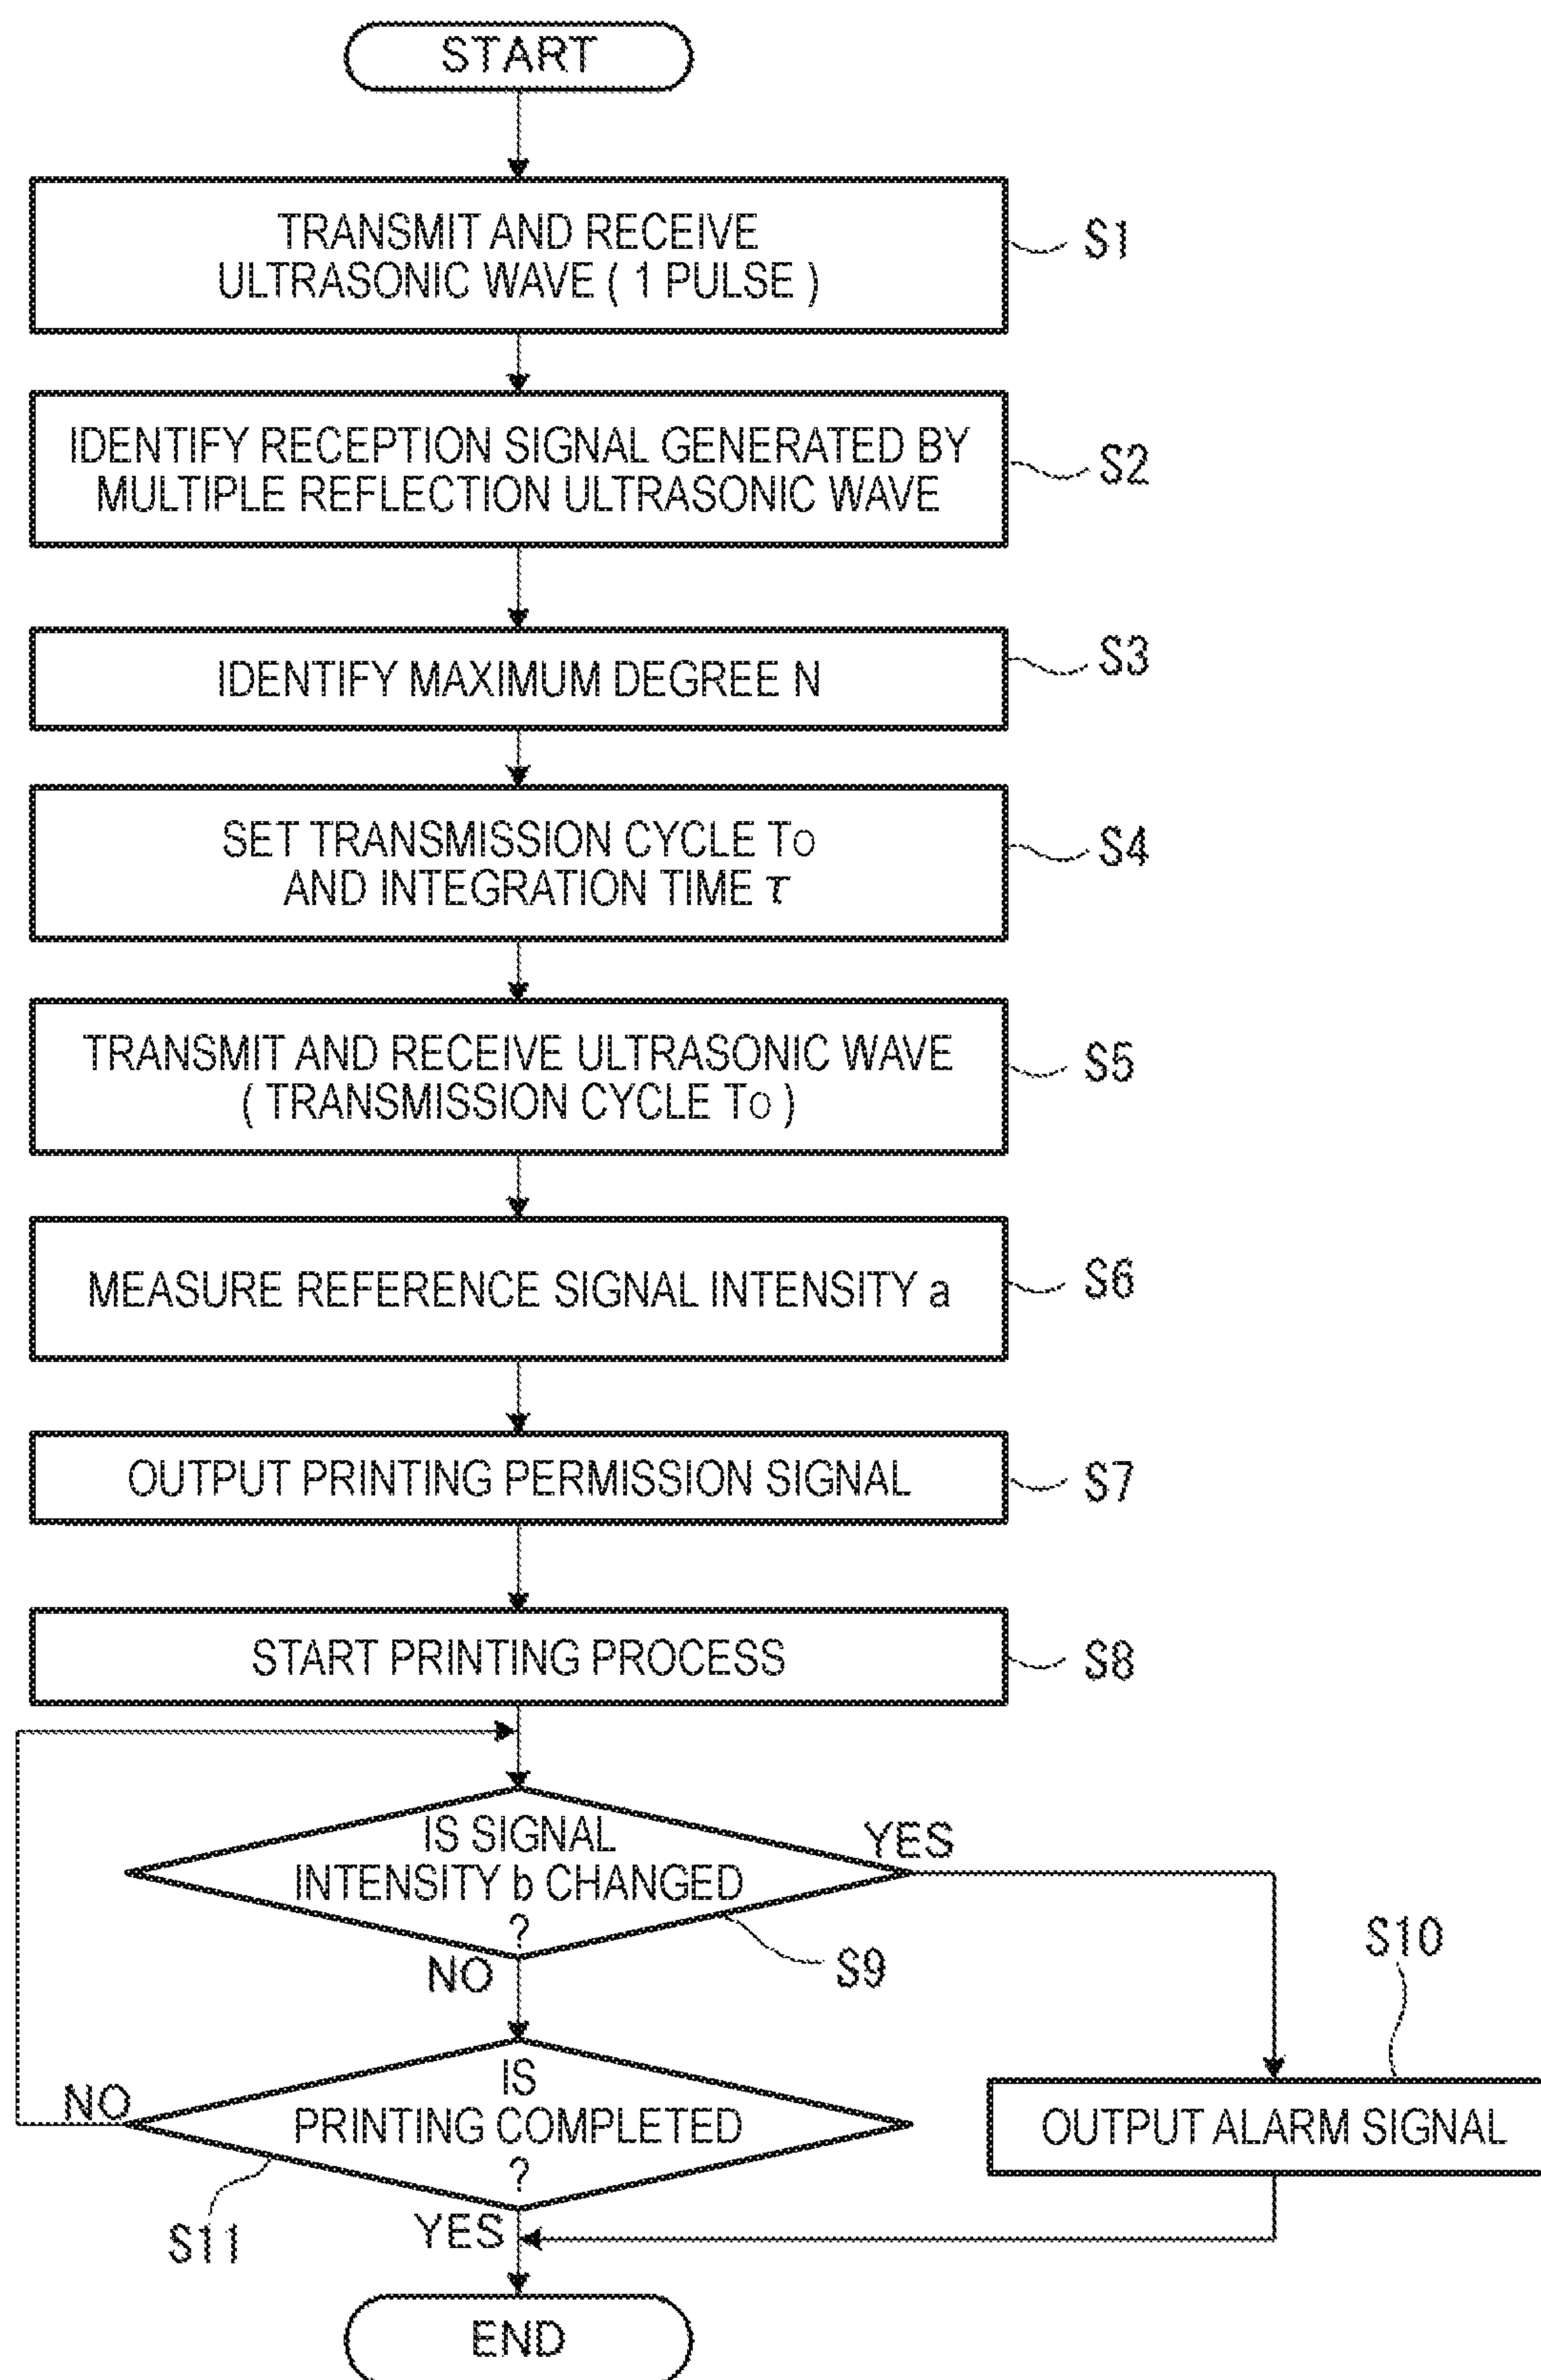 START
TRANSMIT AND RECEIVE
ULTRASONIC WAVE ( 1 PULSE )
S1
IDENTIFY RECEPTION SIGNAL GENERATED BY
MULTIPLE REFLECTION ULTRASONIC WAVE
S2
IDENTIFY MAXIMUM DEGREE N
S3
SET TRANSMISSION CYCLE To
AND INTEGRATION TIME τ
S4
TRANSMIT AND RECEIVE ULTRASONIC WAVE
( TRANSMISSION CYCLE To )
S5
MEASURE REFERENCE SIGNAL INTENSITY a
S6
OUTPUT PRINTING PERMISSION SIGNAL
S7
START PRINTING PROCESS
S8
IS SIGNAL
INTENSITY b CHANGED
?
YES
S9
NO
S10
IS
PRINTING COMPLETED
?
NO
OUTPUT ALARM SIGNAL
S11
YES
END